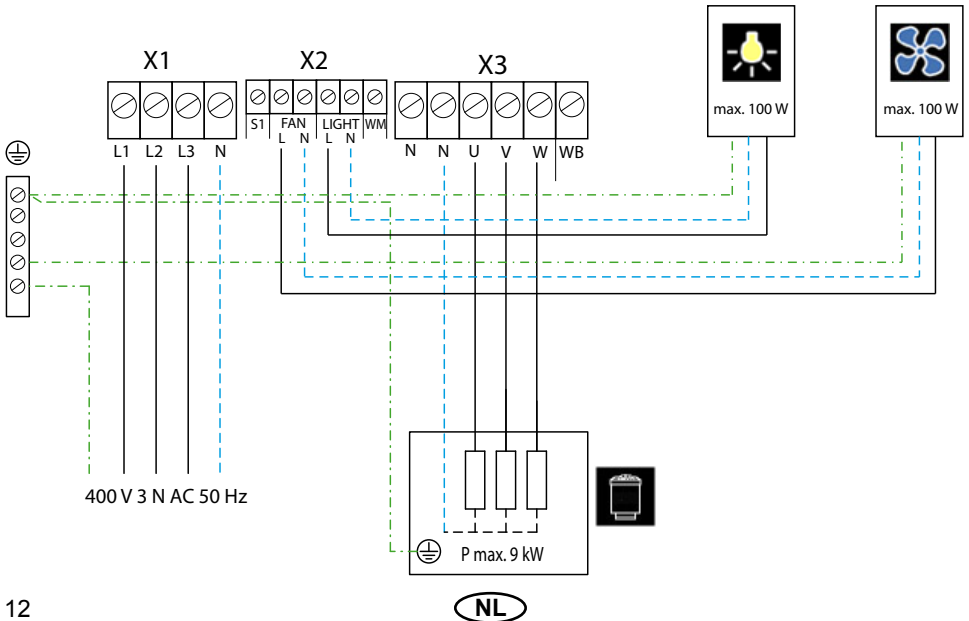 X1 X2 X3
max. 100 W max. 100 W
S1 FAN LIGHT WM
L N L N
L1 L2 L3 N N N U V W WB
400 V 3 N AC 50 Hz
P max. 9 kW
12 NL